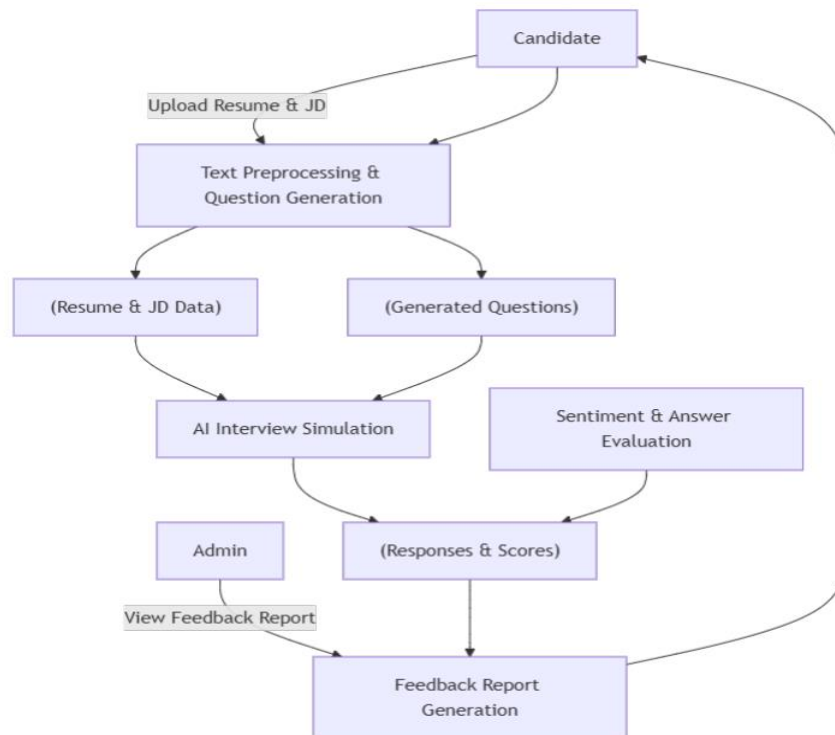 Candidate
Upload Resume & JD
Text Preprocessing &
Question Generation
(Resume & JD Data)
(Generated Questions)
AI Interview Simulation
Sentiment & Answer
Evaluation
Admin
(Responses & Scores)
View Feedback Report
Feedback Report
Generation